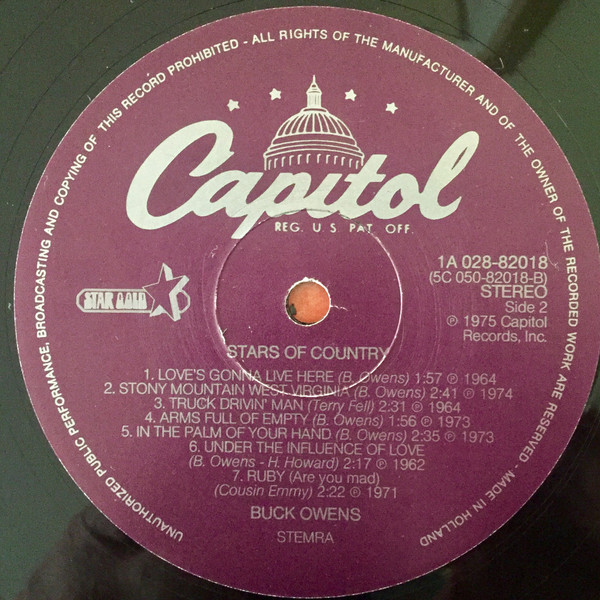 UNAUTHORIZED PUBLIC PERFORMANCE, BROADCASTING AND COPYING OF THIS RECORD PROHIBITED - ALL RIGHTS OF THE MANUFACTURER AND OF THE OWNER OF THE RECORDED WORK ARE RESERVED - MADE IN HOLLAND
Capitol
REG. U.S. PAT. OFF.
1A 028-82018
(5C 050-82018-B)
STEREO
Side 2
℗ 1975 Capitol
Records, Inc.
STAR GOLD
STARS OF COUNTRY
1. LOVE'S GONNA LIVE HERE (B. Owens) 1:57 ℗ 1964
2. STONY MOUNTAIN WEST VIRGINIA (B. Owens) 2:41 ℗ 1974
3. TRUCK DRIVIN' MAN (Terry Fell) 2:31 ℗ 1964
4. ARMS FULL OF EMPTY (B. Owens) 1:56 ℗ 1973
5. IN THE PALM OF YOUR HAND (B. Owens) 2:35 ℗ 1973
6. UNDER THE INFLUENCE OF LOVE
(B. Owens - H. Howard) 2:17 ℗ 1962
7. RUBY (Are you mad)
(Cousin Emmy) 2:22 ℗ 1971
BUCK OWENS
STEMRA